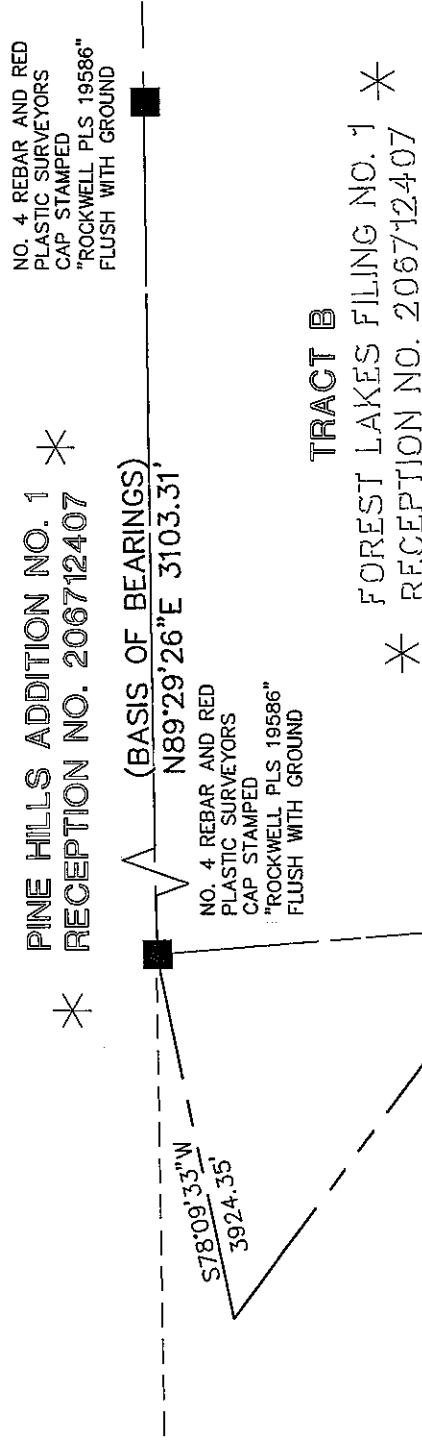 NO. 4 REBAR AND RED
PLASTIC SURVEYORS
CAP STAMPED
"ROCKWELL PLS 19586"
FLUSH WITH GROUND
PINE HILLS ADDITION NO. 1
RECEPTION NO. 206712407
(BASIS OF BEARINGS)
N89°29'26"E 3103.31'
NO. 4 REBAR AND RED
PLASTIC SURVEYORS
CAP STAMPED
"ROCKWELL PLS 19586"
FLUSH WITH GROUND
S78°09'33"W
3924.35'
TRACT B
FOREST LAKES FILING NO. 1
RECEPTION NO. 206712407